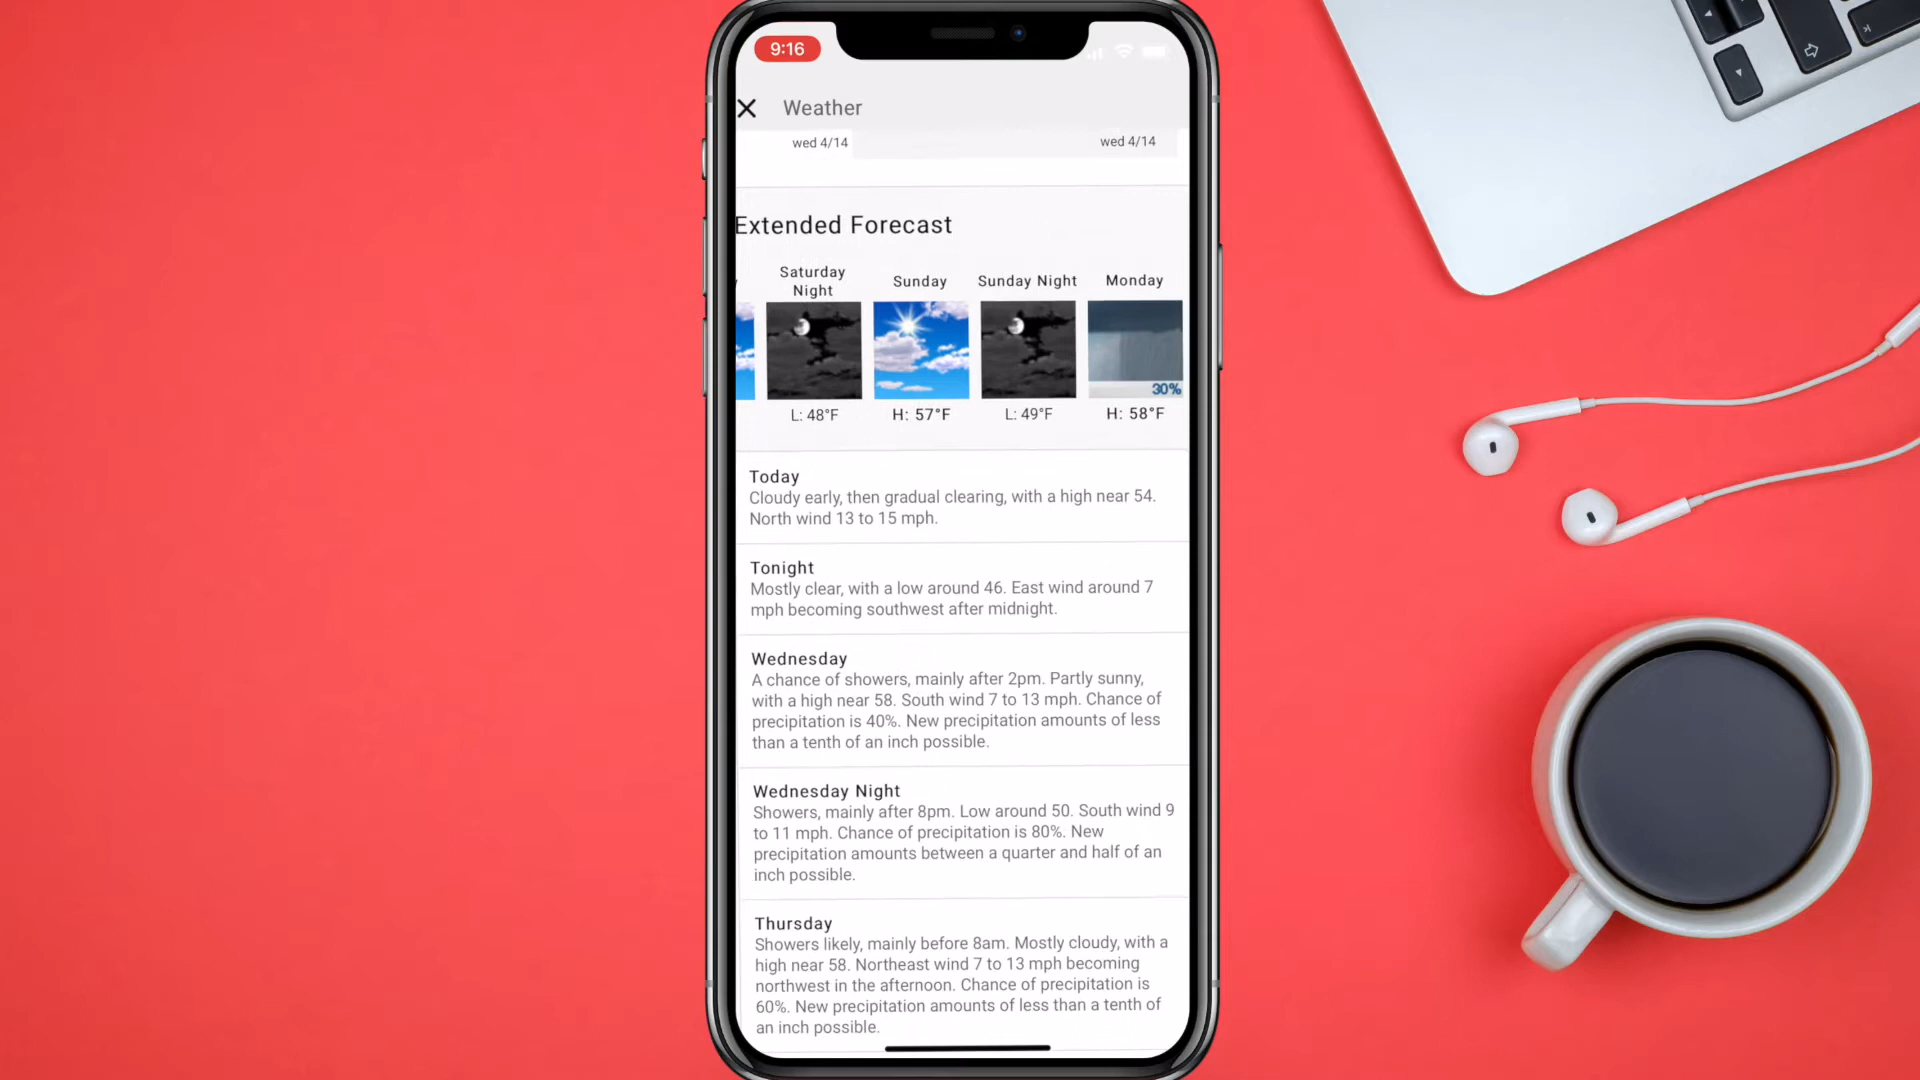 9:16
Weather
wed 4/14
wed 4/14
Extended Forecast
Saturday Night
Sunday
Sunday Night
Monday
30%
L: 48°F
H: 57°F
L: 49°F
H: 58°F
Today
Cloudy early, then gradual clearing, with a high near 54.
North wind 13 to 15 mph.
Tonight
Mostly clear, with a low around 46. East wind around 7
mph becoming southwest after midnight.
Wednesday
A chance of showers, mainly after 2pm. Partly sunny,
with a high near 58. South wind 7 to 13 mph. Chance of
precipitation is 40%. New precipitation amounts of less
than a tenth of an inch possible.
Wednesday Night
Showers, mainly after 8pm. Low around 50. South wind 9
to 11 mph. Chance of precipitation is 80%. New
precipitation amounts between a quarter and half of an
inch possible.
Thursday
Showers likely, mainly before 8am. Mostly cloudy, with a
high near 58. Northeast wind 7 to 13 mph becoming
northwest in the afternoon. Chance of precipitation is
60%. New precipitation amounts of less than a tenth of
an inch possible.